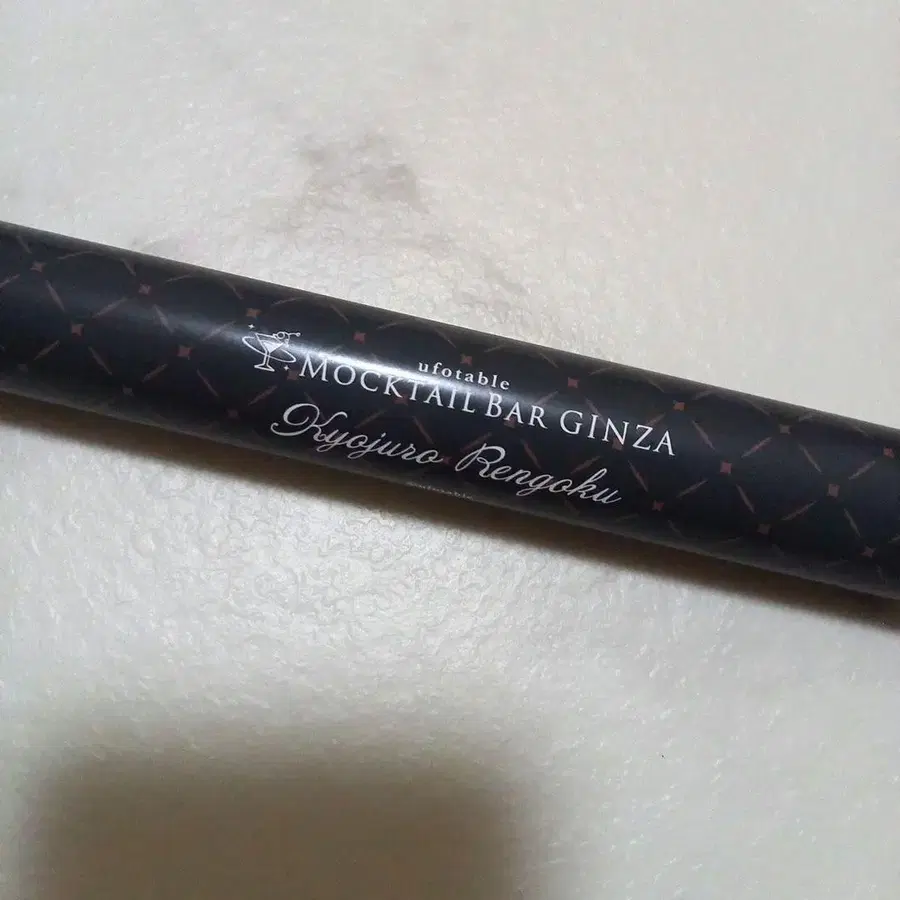 ufotable
MOCKTAIL BAR GINZA
Kyojuro Rengoku